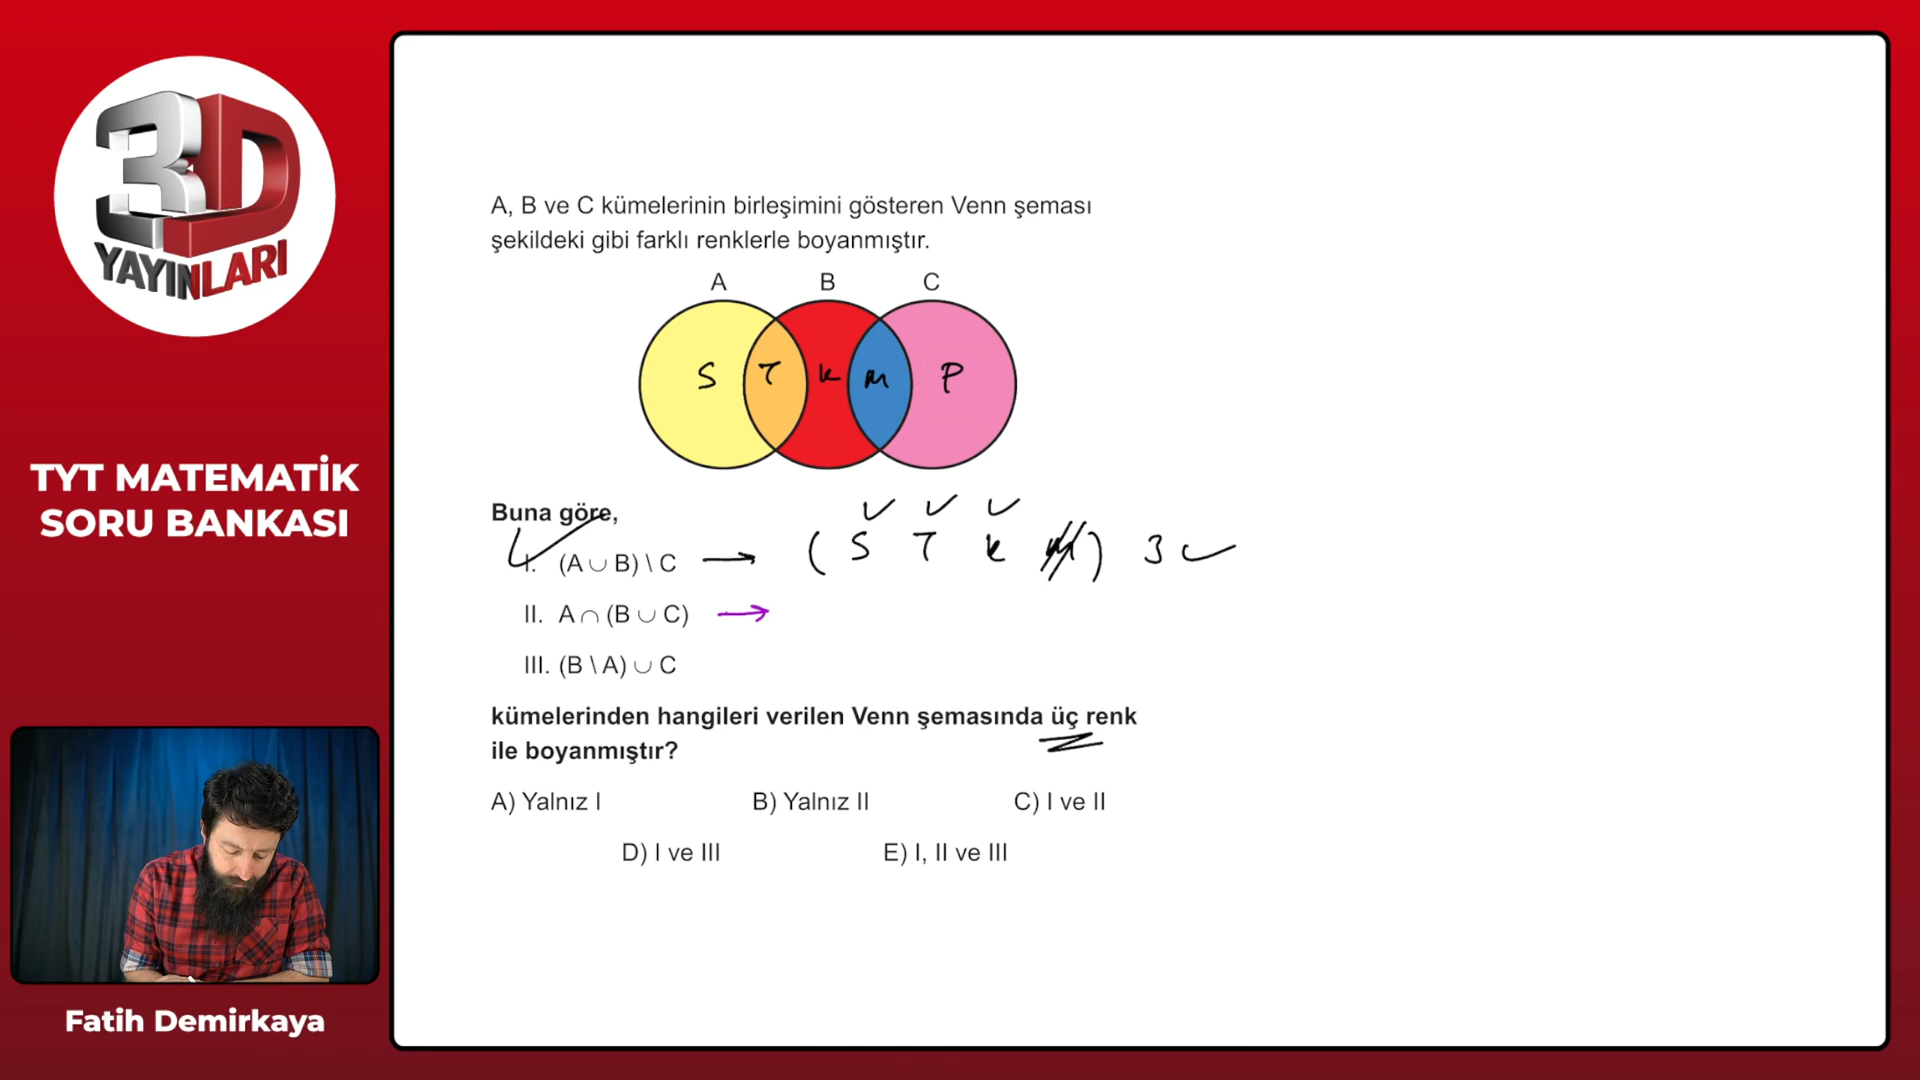 3D
YAYINLARI
TYT MATEMATİK
SORU BANKASI
Fatih Demirkaya
A, B ve C kümelerinin birleşimini gösteren Venn şeması
şekildeki gibi farklı renklerle boyanmıştır.
A B C
S T K M P
Buna göre,
I. (A ∪ B) \ C → ( S T K M ) 3
II. A ∩ (B ∪ C) →
III. (B \ A) ∪ C
kümelerinden hangileri verilen Venn şemasında üç renk
ile boyanmıştır?
A) Yalnız I B) Yalnız II C) I ve II
D) I ve III E) I, II ve III